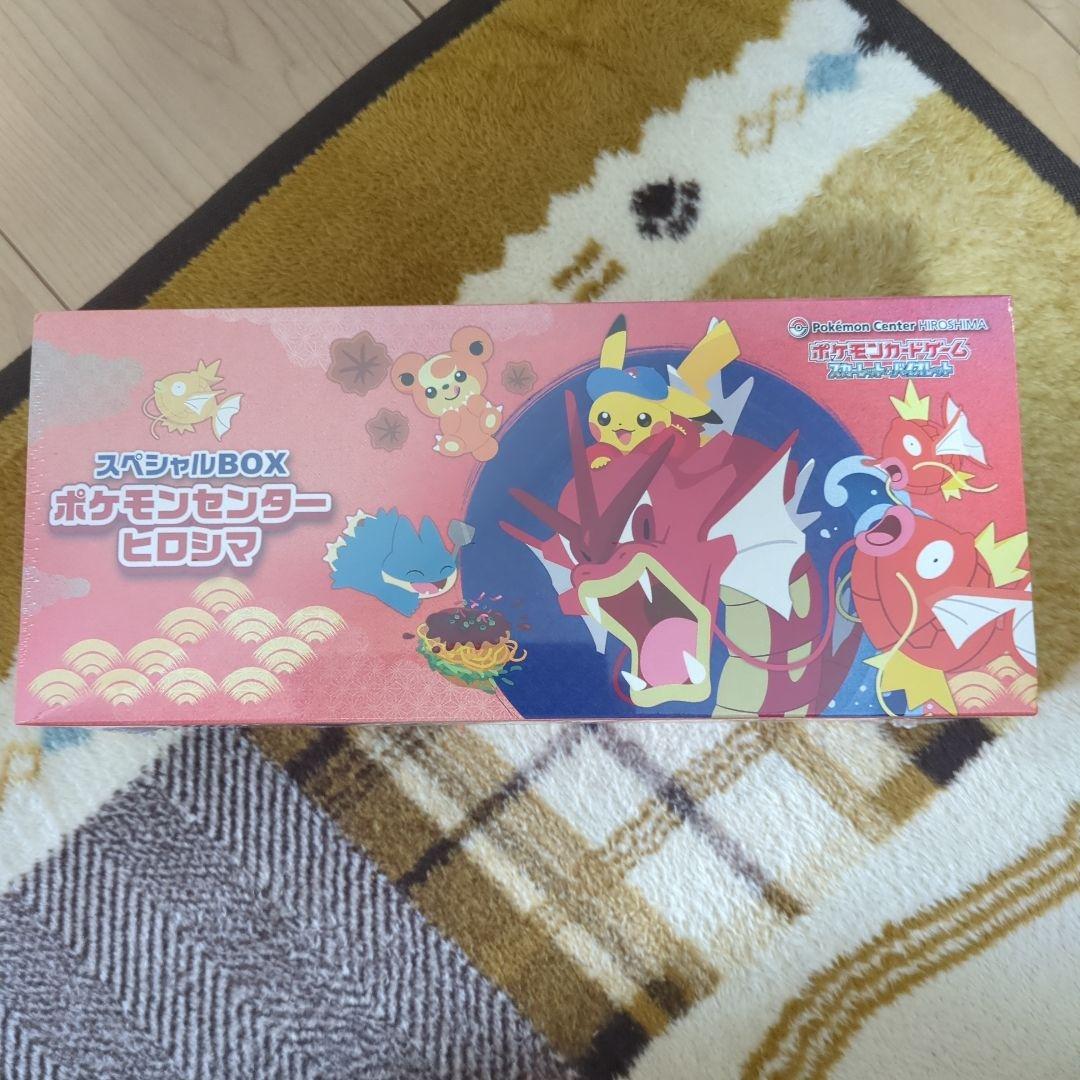 Pokémon Center HIROSHIMA
ポケモンカードゲーム
スカーレット&バイオレット
スペシャルBOX
ポケモンセンター
ヒロシマ